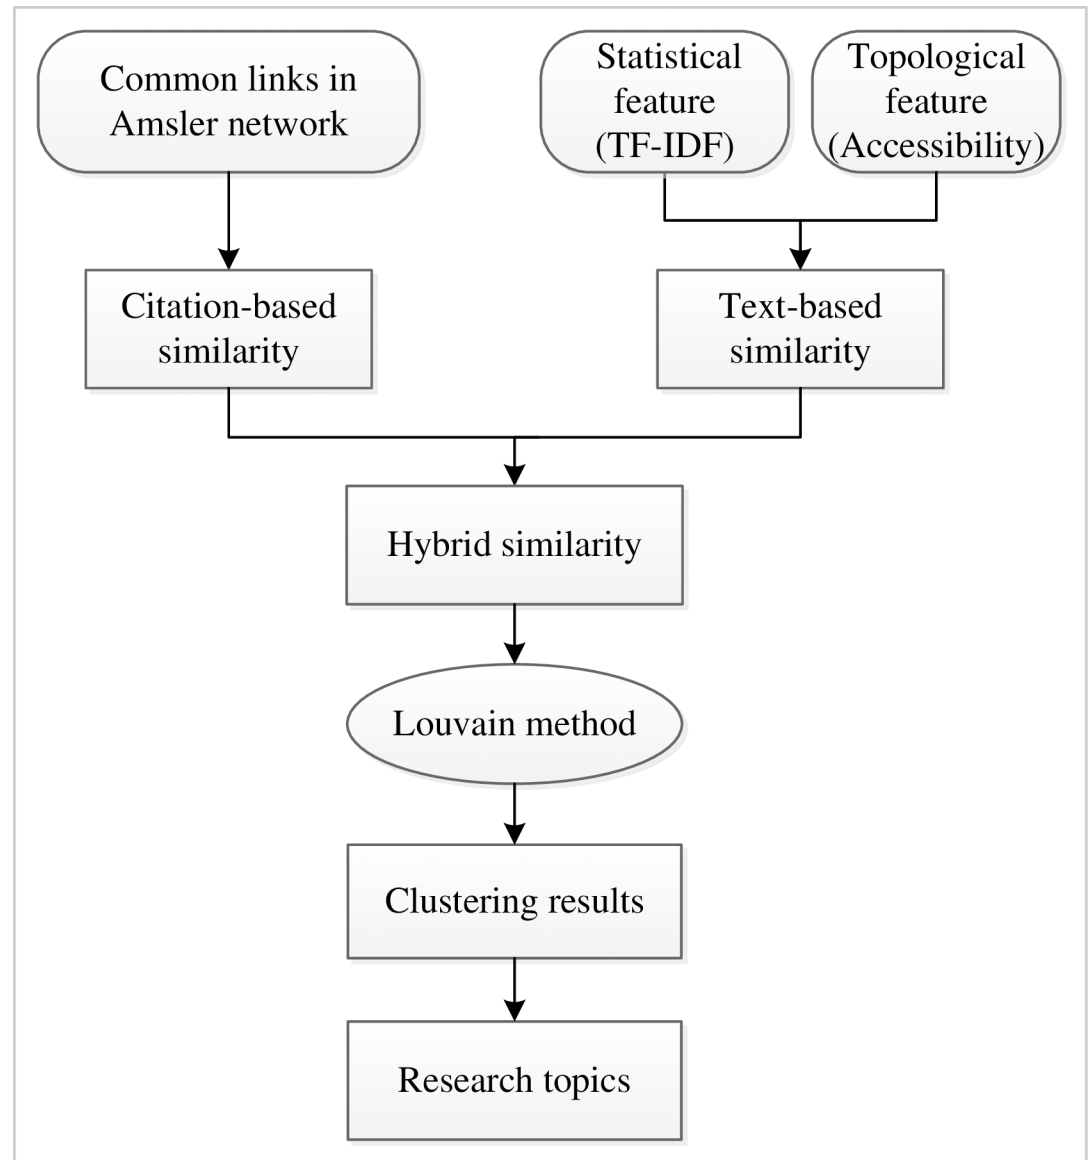 Common links in
Amsler network
Statistical
feature
(TF-IDF)
Topological
feature
(Accessibility)
Citation-based
similarity
Text-based
similarity
Hybrid similarity
Louvain method
Clustering results
Research topics